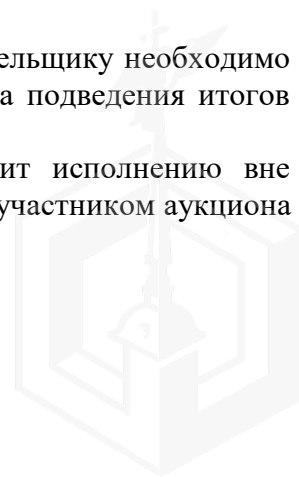 ельщику необходимо
а подведения итогов
ит исполнению вне
участником аукциона